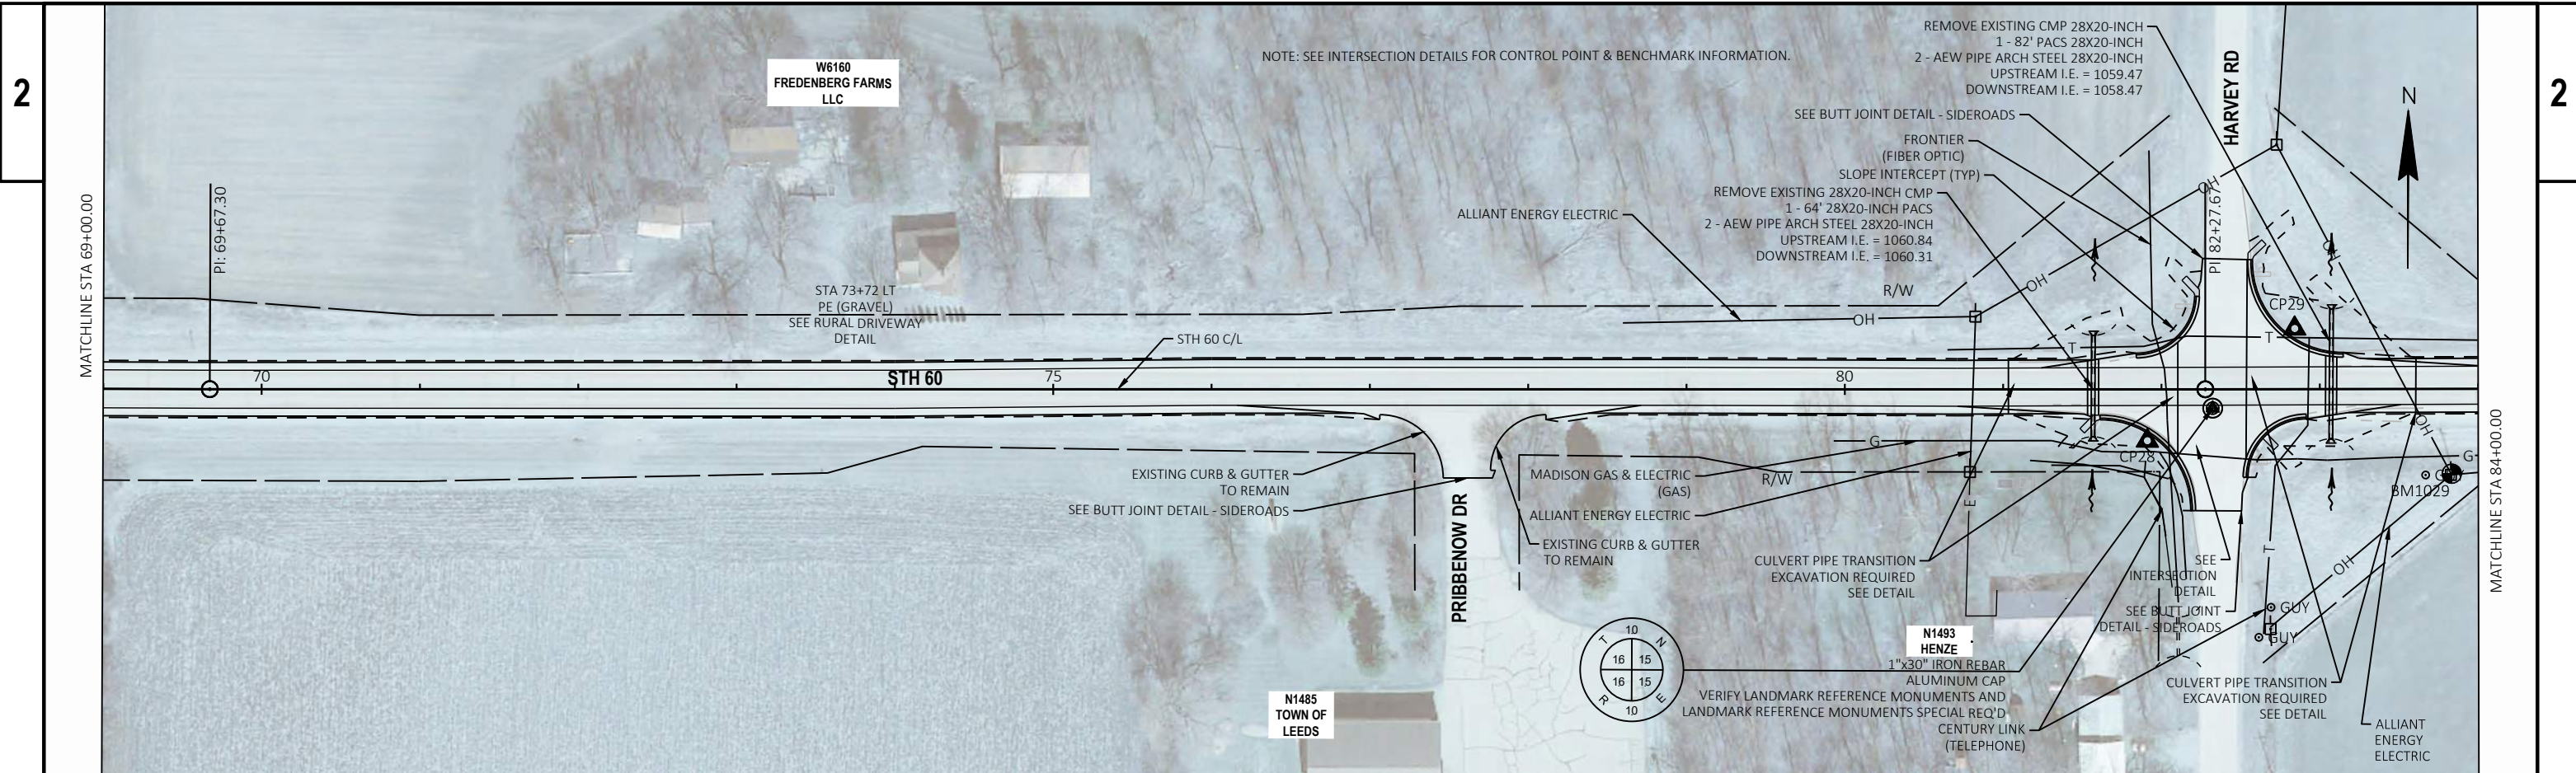 2
MATCHLINE STA 69+00.00
PI: 69+67.30
W6160
FREDENBERG FARMS
LLC
STA 73+72 LT
PE (GRAVEL)
SEE RURAL DRIVEWAY
DETAIL
NOTE: SEE INTERSECTION DETAILS FOR CONTROL POINT & BENCHMARK INFORMATION.
REMOVE EXISTING CMP 28X20-INCH
1 - 82' PACS 28X20-INCH
2 - AEW PIPE ARCH STEEL 28X20-INCH
UPSTREAM I.E. = 1059.47
DOWNSTREAM I.E. = 1058.47
SEE BUTT JOINT DETAIL - SIDEROADS
FRONTIER
(FIBER OPTIC)
SLOPE INTERCEPT (TYP)
REMOVE EXISTING 28X20-INCH CMP
1 - 64' 28X20-INCH PACS
2 - AEW PIPE ARCH STEEL 28X20-INCH
UPSTREAM I.E. = 1060.84
DOWNSTREAM I.E. = 1060.31
ALLIANT ENERGY ELECTRIC
R/W
OH
OH
OH
HARVEY RD
PI: 82+27.67
N
2
CP29
T
T
STH 60 C/L
70
STH 60
75
80
EXISTING CURB & GUTTER
TO REMAIN
SEE BUTT JOINT DETAIL - SIDEROADS
PRIBBENOW DR
G
MADISON GAS & ELECTRIC
(GAS)
R/W
ALLIANT ENERGY ELECTRIC
E
EXISTING CURB & GUTTER
TO REMAIN
CULVERT PIPE TRANSITION
EXCAVATION REQUIRED
SEE DETAIL
CP28
OH
G
BM1029
MATCHLINE STA 84+00.00
SEE
INTERSECTION
DETAIL
SEE BUTT JOINT
DETAIL - SIDEROADS
T
OH
GUY
GUY
10
T N
16 15
16 15
R E
10
N1493
HENZE
1"x30" IRON REBAR
ALUMINUM CAP
VERIFY LANDMARK REFERENCE MONUMENTS AND
LANDMARK REFERENCE MONUMENTS SPECIAL REQ'D
CENTURY LINK
(TELEPHONE)
CULVERT PIPE TRANSITION
EXCAVATION REQUIRED
SEE DETAIL
ALLIANT
ENERGY
ELECTRIC
N1485
TOWN OF
LEEDS